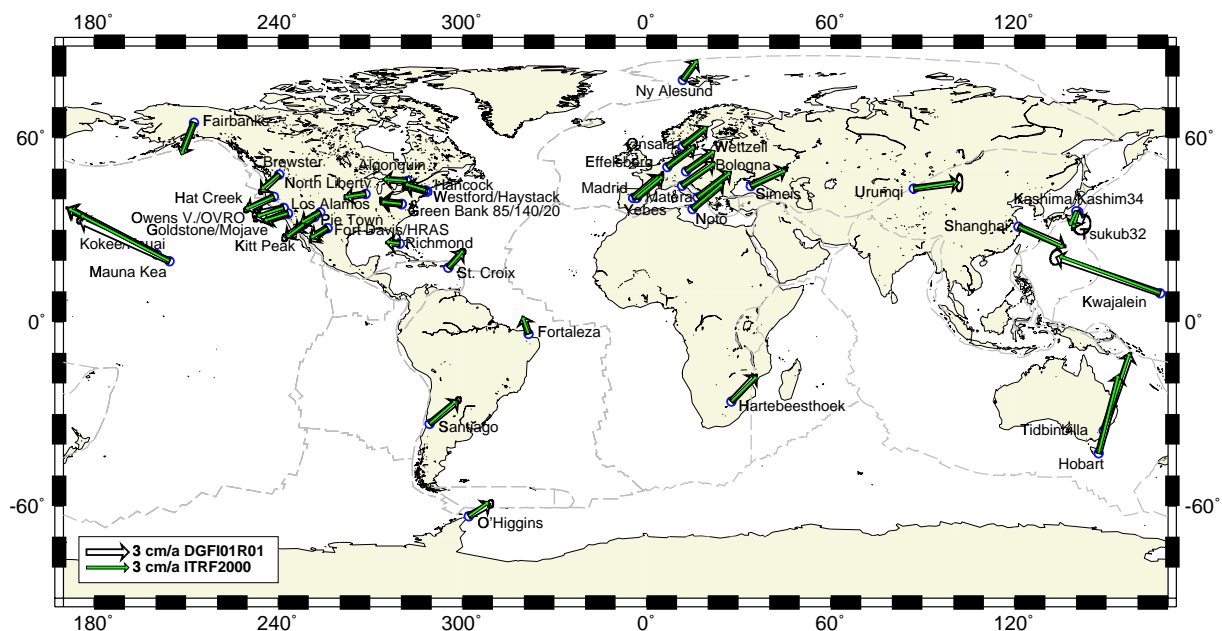 180˚ 240˚ 300˚ 0˚ 60˚ 120˚
Ny Alesund
60˚ 60˚
Fairbanks
Onsala
Wettzell
Effelsberg
Bologna
Brewster
Algonquin
North Liberty
Hancock
Madrid
Matera
Simeis
Urumqi
Hat Creek
Los Alamos
Westford/Haystack
Yebes
Kashima/Kashim34
Owens V./OVRO
Pie Town
Green Bank 85/140/20
Noto
Goldstone/Mojave
Fort Davis/HRAS
Shanghai
Tsukub32
Kokee/Kauai
Kitt Peak
Richmond
Mauna Kea
St. Croix
Kwajalein
0˚ 0˚
Fortaleza
Hartebeesthoek
Santiago
Tidbinbilla
Hobart
-60˚ -60˚
O'Higgins
3 cm/a DGFI01R01
3 cm/a ITRF2000
180˚ 240˚ 300˚ 0˚ 60˚ 120˚